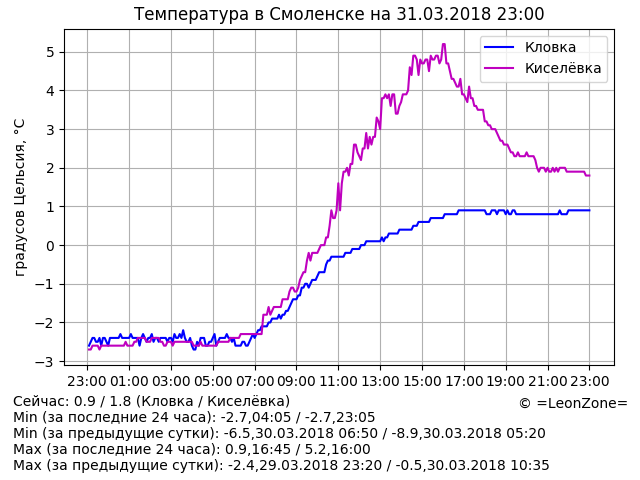 Температура в Смоленске на 31.03.2018 23:00
Кловка
Киселёвка
градусов Цельсия, °C
5
4
3
2
1
0
−1
−2
−3
23:00 01:00 03:00 05:00 07:00 09:00 11:00 13:00 15:00 17:00 19:00 21:00 23:00
Сейчас: 0.9 / 1.8 (Кловка / Киселёвка)
© =LeonZone=
Min (за последние 24 часа): -2.7,04:05 / -2.7,23:05
Min (за предыдущие сутки): -6.5,30.03.2018 06:50 / -8.9,30.03.2018 05:20
Max (за последние 24 часа): 0.9,16:45 / 5.2,16:00
Max (за предыдущие сутки): -2.4,29.03.2018 23:20 / -0.5,30.03.2018 10:35